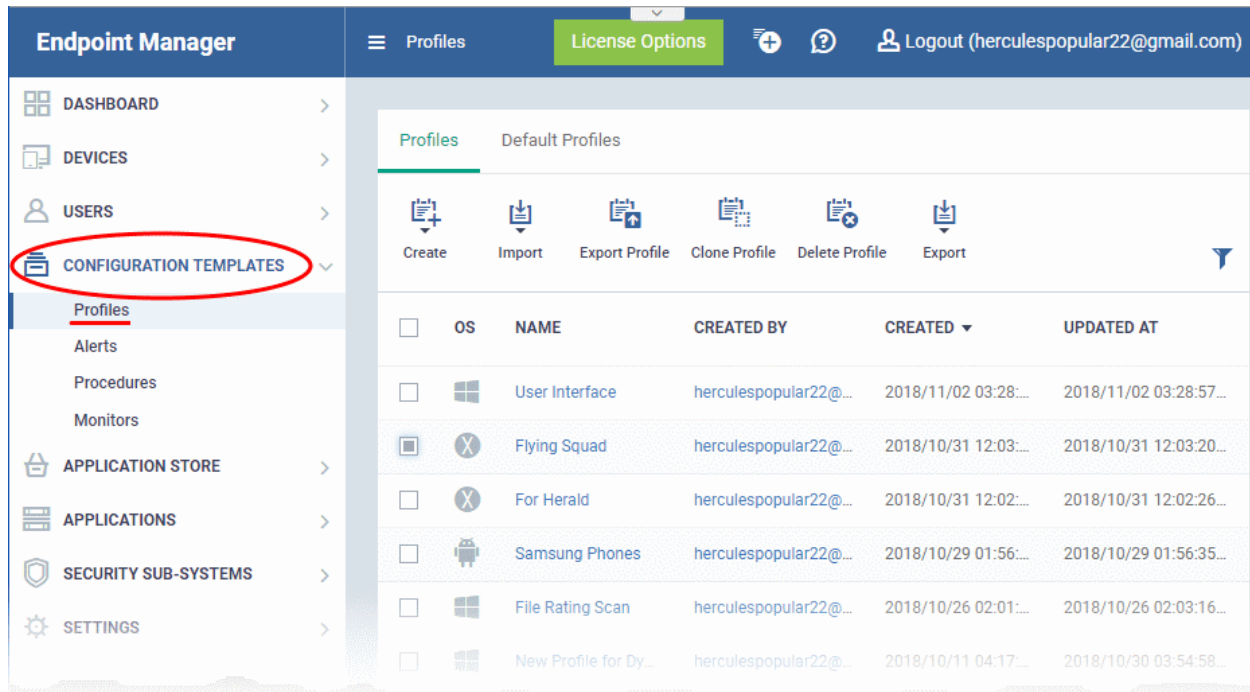 Endpoint Manager
Profiles
License Options
Logout (herculespopular22@gmail.com)
DASHBOARD
DEVICES
USERS
CONFIGURATION TEMPLATES
Profiles
Alerts
Procedures
Monitors
APPLICATION STORE
APPLICATIONS
SECURITY SUB-SYSTEMS
SETTINGS
Profiles Default Profiles
Create Import Export Profile Clone Profile Delete Profile Export
OS NAME CREATED BY CREATED UPDATED AT
User Interface herculespopular22@... 2018/11/02 03:28:... 2018/11/02 03:28:57...
Flying Squad herculespopular22@... 2018/10/31 12:03:... 2018/10/31 12:03:20...
For Herald herculespopular22@... 2018/10/31 12:02:... 2018/10/31 12:02:26...
Samsung Phones herculespopular22@... 2018/10/29 01:56:... 2018/10/29 01:56:35...
File Rating Scan herculespopular22@... 2018/10/26 02:01:... 2018/10/26 02:03:16...
New Profile for Dy... herculespopular22@... 2018/10/11 04:17:... 2018/10/30 03:54:58...